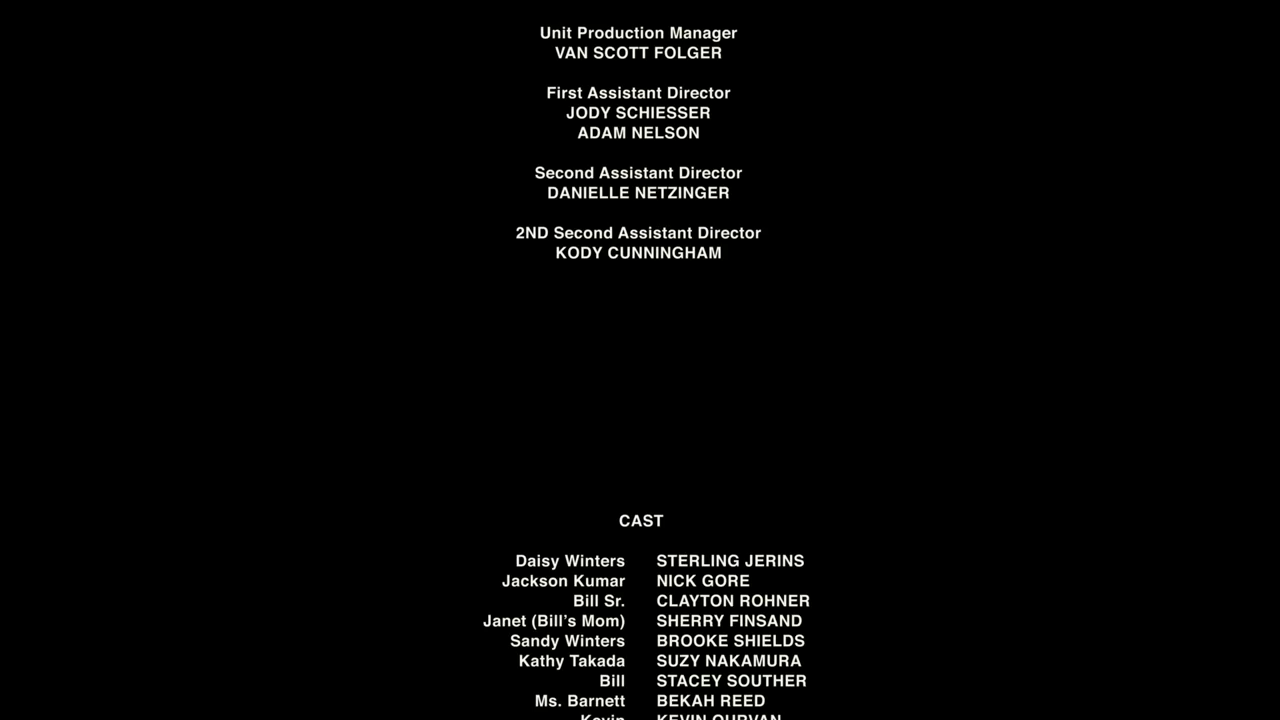 Unit Production Manager
VAN SCOTT FOLGER
First Assistant Director
JODY SCHIESSER
ADAM NELSON
Second Assistant Director
DANIELLE NETZINGER
2ND Second Assistant Director
KODY CUNNINGHAM
CAST
Daisy Winters STERLING JERINS
Jackson Kumar NICK GORE
Bill Sr. CLAYTON ROHNER
Janet (Bill’s Mom) SHERRY FINSAND
Sandy Winters BROOKE SHIELDS
Kathy Takada SUZY NAKAMURA
Bill STACEY SOUTHER
Ms. Barnett BEKAH REED
KEVIN